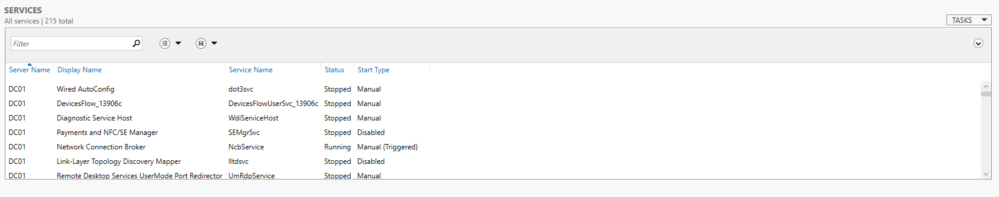 SERVICES
All services | 215 total
TASKS
Filter
Server Name Display Name Service Name Status Start Type
DC01 Wired AutoConfig dot3svc Stopped Manual
DC01 DevicesFlow_13906c DevicesFlowUserSvc_13906c Stopped Manual
DC01 Diagnostic Service Host WdiServiceHost Stopped Manual
DC01 Payments and NFC/SE Manager SEMgrSvc Stopped Disabled
DC01 Network Connection Broker NcbService Running Manual (Triggered)
DC01 Link-Layer Topology Discovery Mapper lltdsvc Stopped Disabled
DC01 Remote Desktop Services UserMode Port Redirector UmRdpService Stopped Manual